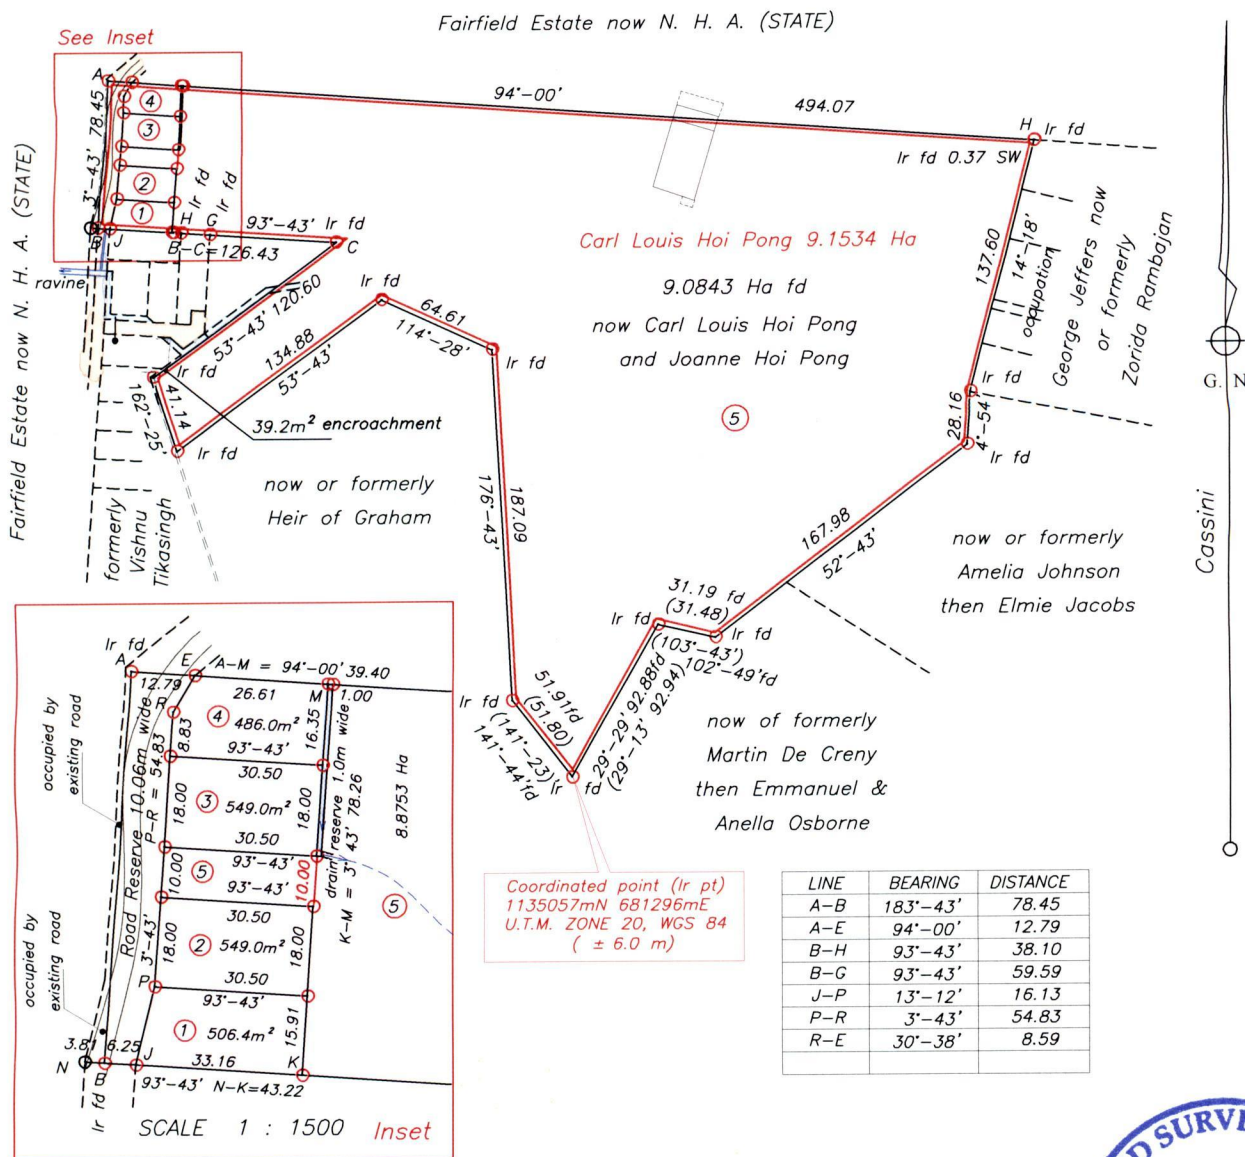 Fairfield Estate now N. H. A. (STATE)
See Inset
A
78.45
3°-43'
4
3
2
1
94°-00'
494.07
H
Ir fd
Ir fd 0.37 SW
Fairfield Estate now N. H. A. (STATE)
B
J
H
Ir fd
G
Ir fd
93°-43'
Ir fd
C
B-C=126.43
ravine
Carl Louis Hoi Pong 9.1534 Ha
9.0843 Ha fd
now Carl Louis Hoi Pong
and Joanne Hoi Pong
5
137.60
14°-18'
occupation
George Jeffers now
or formerly
Zorida Rambajan
G. N
Cassini
120.60
53°-43'
Ir fd
64.61
114°-28'
Ir fd
134.88
53°-43'
Ir fd
41.14
162°-25'
Ir fd
39.2m² encroachment
now or formerly
Heir of Graham
formerly
Vishnu
Tikasingh
187.09
176°-43'
Ir fd
28.16
4°-54'
Ir fd
167.98
52°-43'
now or formerly
Amelia Johnson
then Elmie Jacobs
31.19 fd
(31.48)
Ir fd
Ir fd
(103°-43')
102°-49'fd
Ir fd
51.91fd
(51.80)
(141°-23)'
141°-44'fd
Ir fd
29°-29' 92.88fd
(29°-13' 92.94)
now of formerly
Martin De Creny
then Emmanuel &
Anella Osborne
Coordinated point (Ir pt)
1135057mN 681296mE
U.T.M. ZONE 20, WGS 84
( ± 6.0 m)
LINE BEARING DISTANCE
A-B 183°-43' 78.45
A-E 94°-00' 12.79
B-H 93°-43' 38.10
B-G 93°-43' 59.59
J-P 13°-12' 16.13
P-R 3°-43' 54.83
R-E 30°-38' 8.59
Ir fd
A
E
A-M = 94°-00' 39.40
12.79
26.61
M
1.00
R
4
486.0m²
16.35
8.83
93°-43'
30.50
occupied by
existing road
Road Reserve 10.06m wide
P-R = 54.83
3°-43'
18.00
3
549.0m²
18.00
30.50
93°-43'
drain reserve 1.0m wide
K-M = 3° 43' 78.26
8.8753 Ha
10.00
5
93°-43'
10.00
5
30.50
18.00
2
549.0m²
18.00
occupied by
existing road
P
30.50
93°-43'
1
506.4m²
15.91
3.81
6.25
J
33.16
K
N
B
93°-43' N-K=43.22
Ir fd
SCALE 1 : 1500
Inset